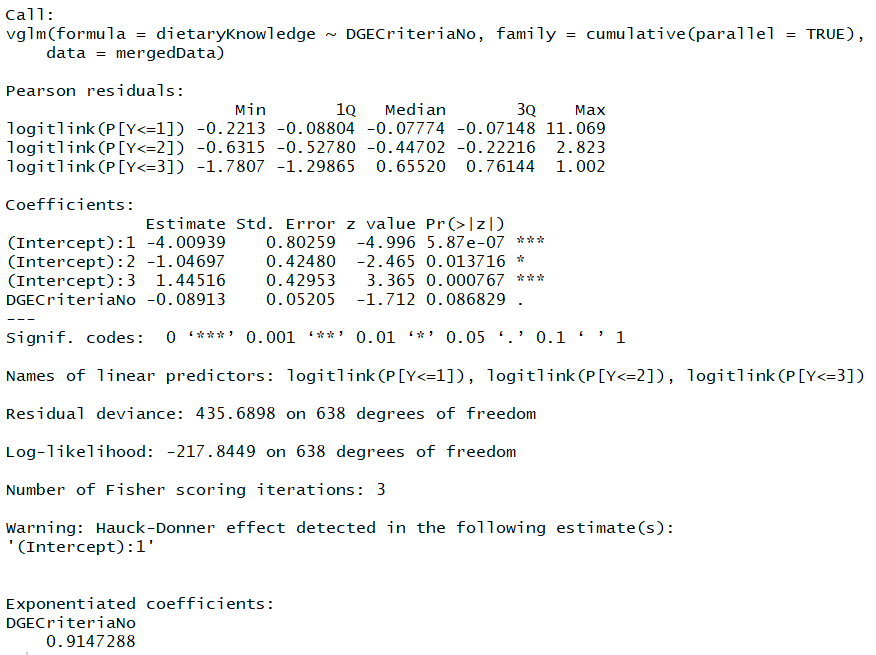 Call:
vglm(formula = dietaryKnowledge ~ DGECriteriaNo, family = cumulative(parallel = TRUE),
    data = mergedData)

Pearson residuals:
                      Min       1Q   Median       3Q    Max
logitlink(P[Y<=1]) -0.2213 -0.08804 -0.07774 -0.07148 11.069
logitlink(P[Y<=2]) -0.6315 -0.52780 -0.44702 -0.22216  2.823
logitlink(P[Y<=3]) -1.7807 -1.29865  0.65520  0.76144  1.002

Coefficients:
              Estimate Std. Error z value Pr(>|z|)
(Intercept):1 -4.00939    0.80259  -4.996 5.87e-07 ***
(Intercept):2 -1.04697    0.42480  -2.465 0.013716 *
(Intercept):3  1.44516    0.42953   3.365 0.000767 ***
DGECriteriaNo -0.08913    0.05205  -1.712 0.086829 .
---
Signif. codes:  0 ‘***’ 0.001 ‘**’ 0.01 ‘*’ 0.05 ‘.’ 0.1 ‘ ’ 1

Names of linear predictors: logitlink(P[Y<=1]), logitlink(P[Y<=2]), logitlink(P[Y<=3])

Residual deviance: 435.6898 on 638 degrees of freedom

Log-likelihood: -217.8449 on 638 degrees of freedom

Number of Fisher scoring iterations: 3

Warning: Hauck-Donner effect detected in the following estimate(s):
'(Intercept):1'


Exponentiated coefficients:
DGECriteriaNo
    0.9147288